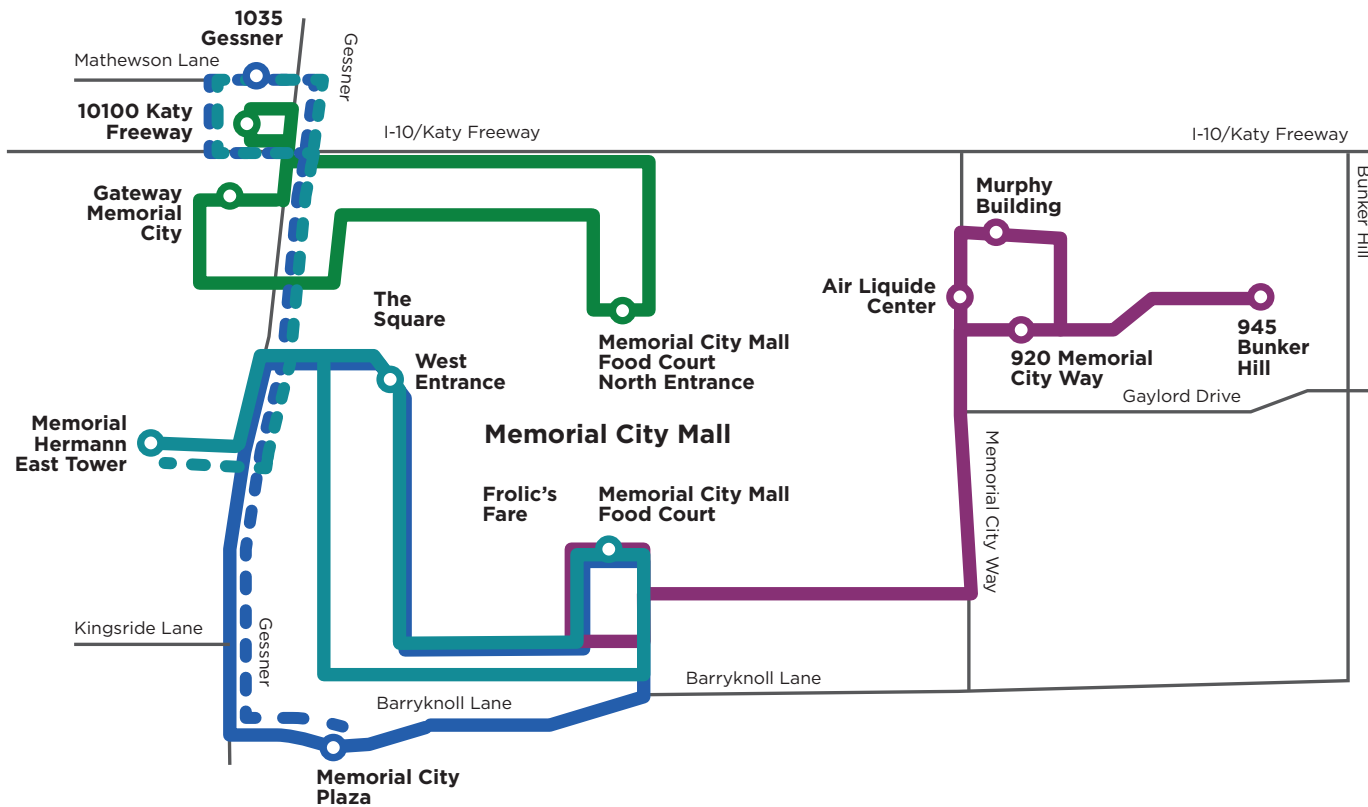 1035
Gessner
Gessner
Mathewson Lane
10100 Katy
Freeway
I-10/Katy Freeway
I-10/Katy Freeway
Bunker Hill
Gateway
Memorial
City
Murphy
Building
Air Liquide
Center
The
Square
West
Entrance
Memorial City Mall
Food Court
North Entrance
920 Memorial
City Way
945
Bunker
Hill
Gaylord Drive
Memorial
Hermann
East Tower
Memorial City Mall
Memorial City Way
Frolic's
Fare
Memorial City Mall
Food Court
Kingsride Lane
Gessner
Barryknoll Lane
Barryknoll Lane
Memorial City
Plaza